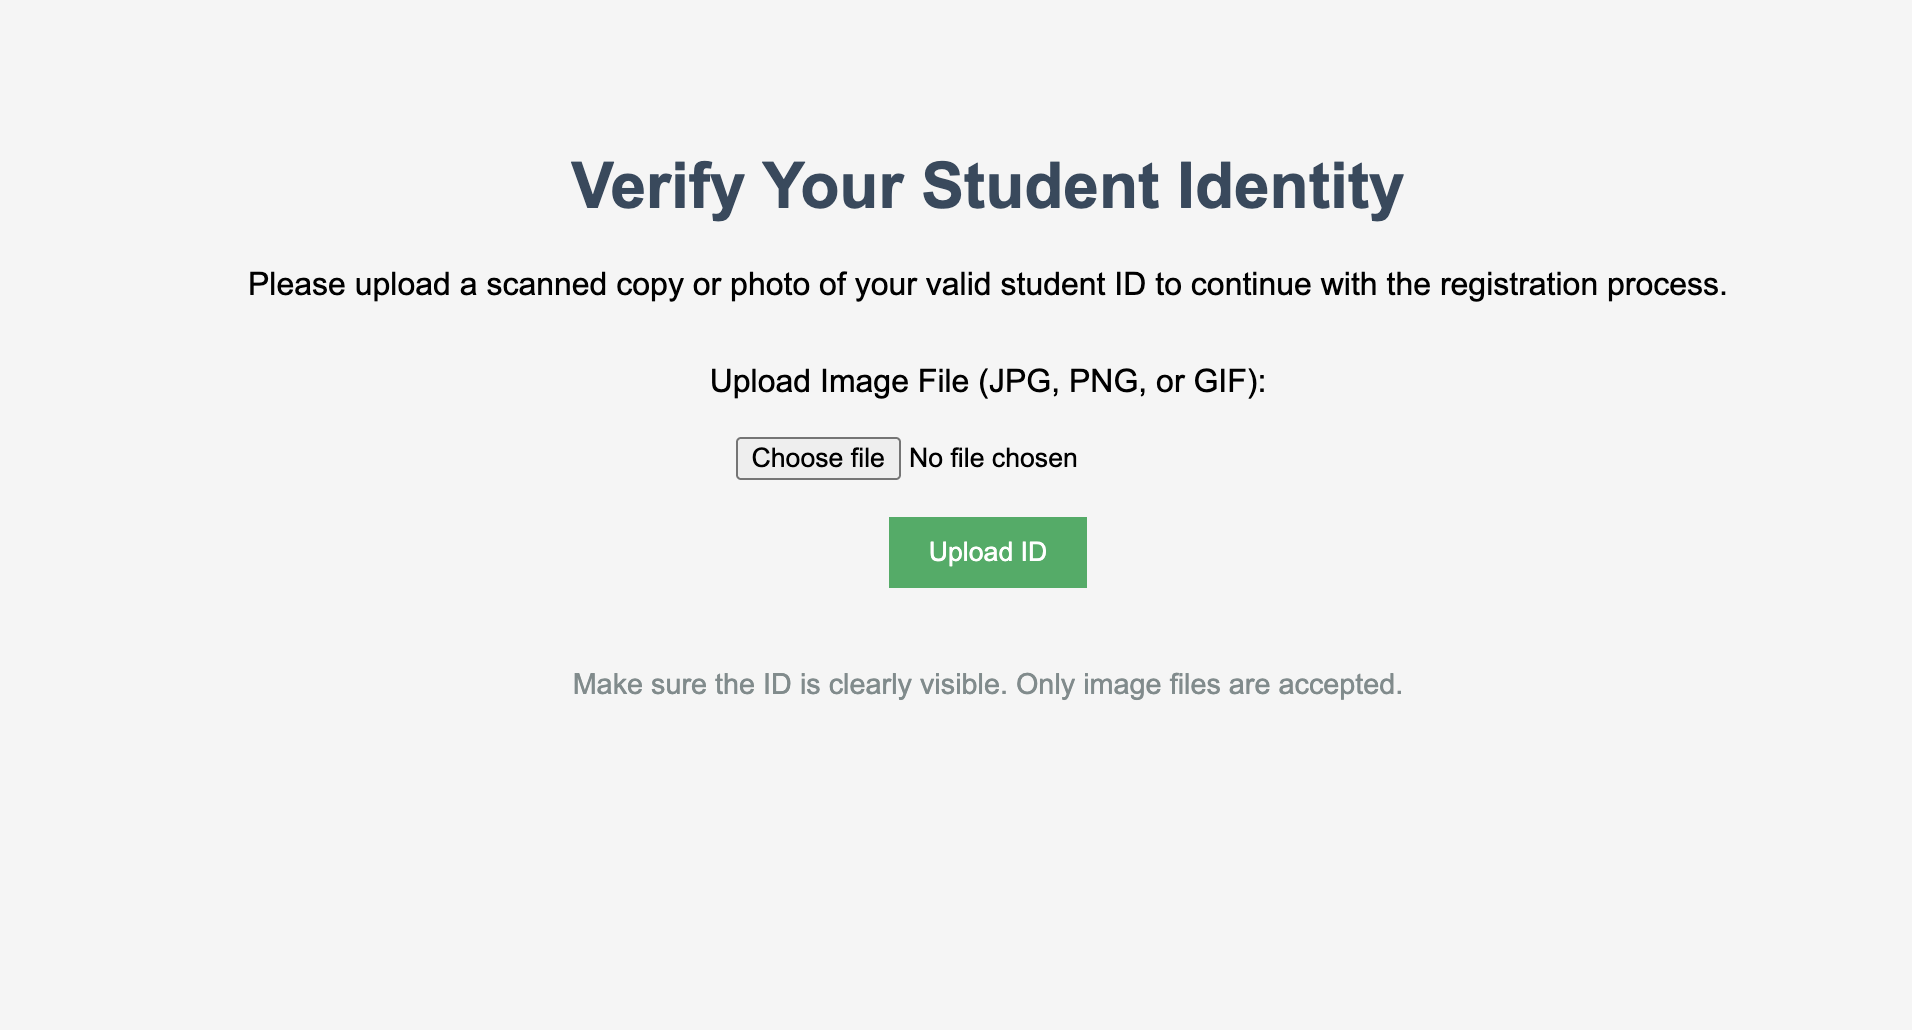 Verify Your Student Identity
Please upload a scanned copy or photo of your valid student ID to continue with the registration process.
Upload Image File (JPG, PNG, or GIF):
Choose file No file chosen
Upload ID
Make sure the ID is clearly visible. Only image files are accepted.